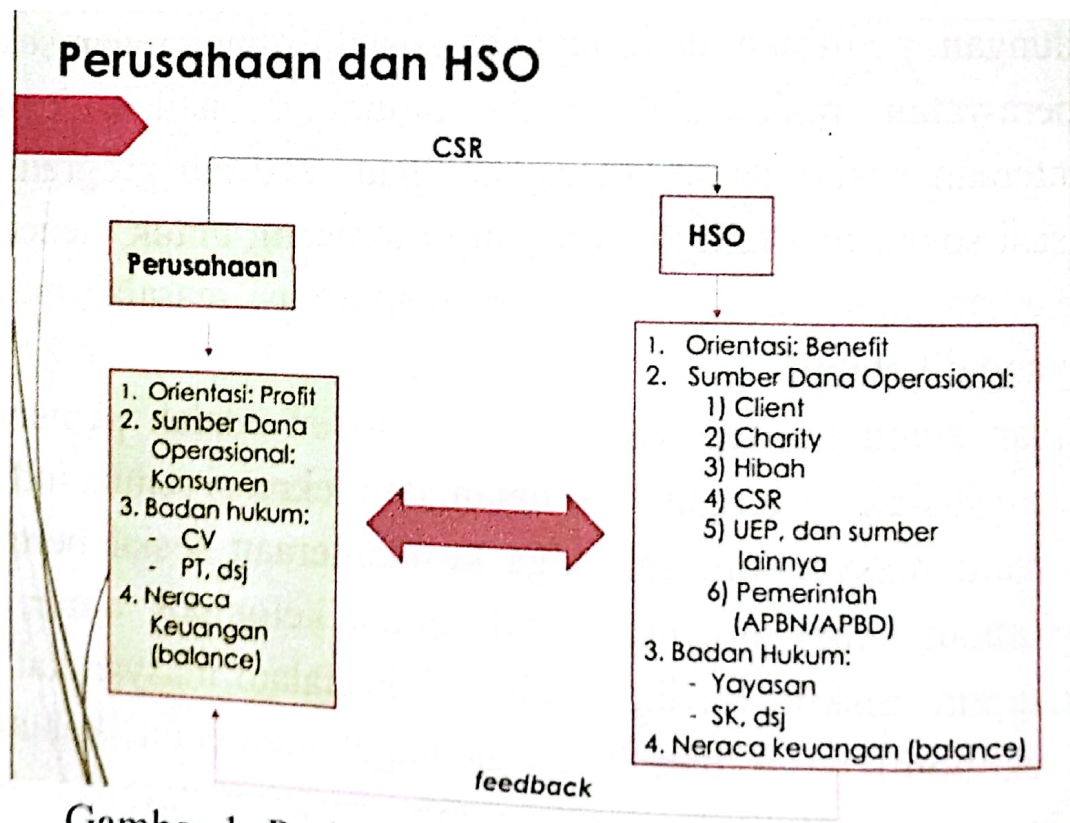 Perusahaan dan HSO
CSR
Perusahaan
HSO
1. Orientasi: Profit
2. Sumber Dana
Operasional:
Konsumen
3. Badan hukum:
- CV
- PT, dsj
4. Neraca
Keuangan
(balance)
1. Orientasi: Benefit
2. Sumber Dana Operasional:
1) Client
2) Charity
3) Hibah
4) CSR
5) UEP, dan sumber
lainnya
6) Pemerintah
(APBN/APBD)
3. Badan Hukum:
- Yayasan
- SK, dsj
4. Neraca keuangan (balance)
feedback